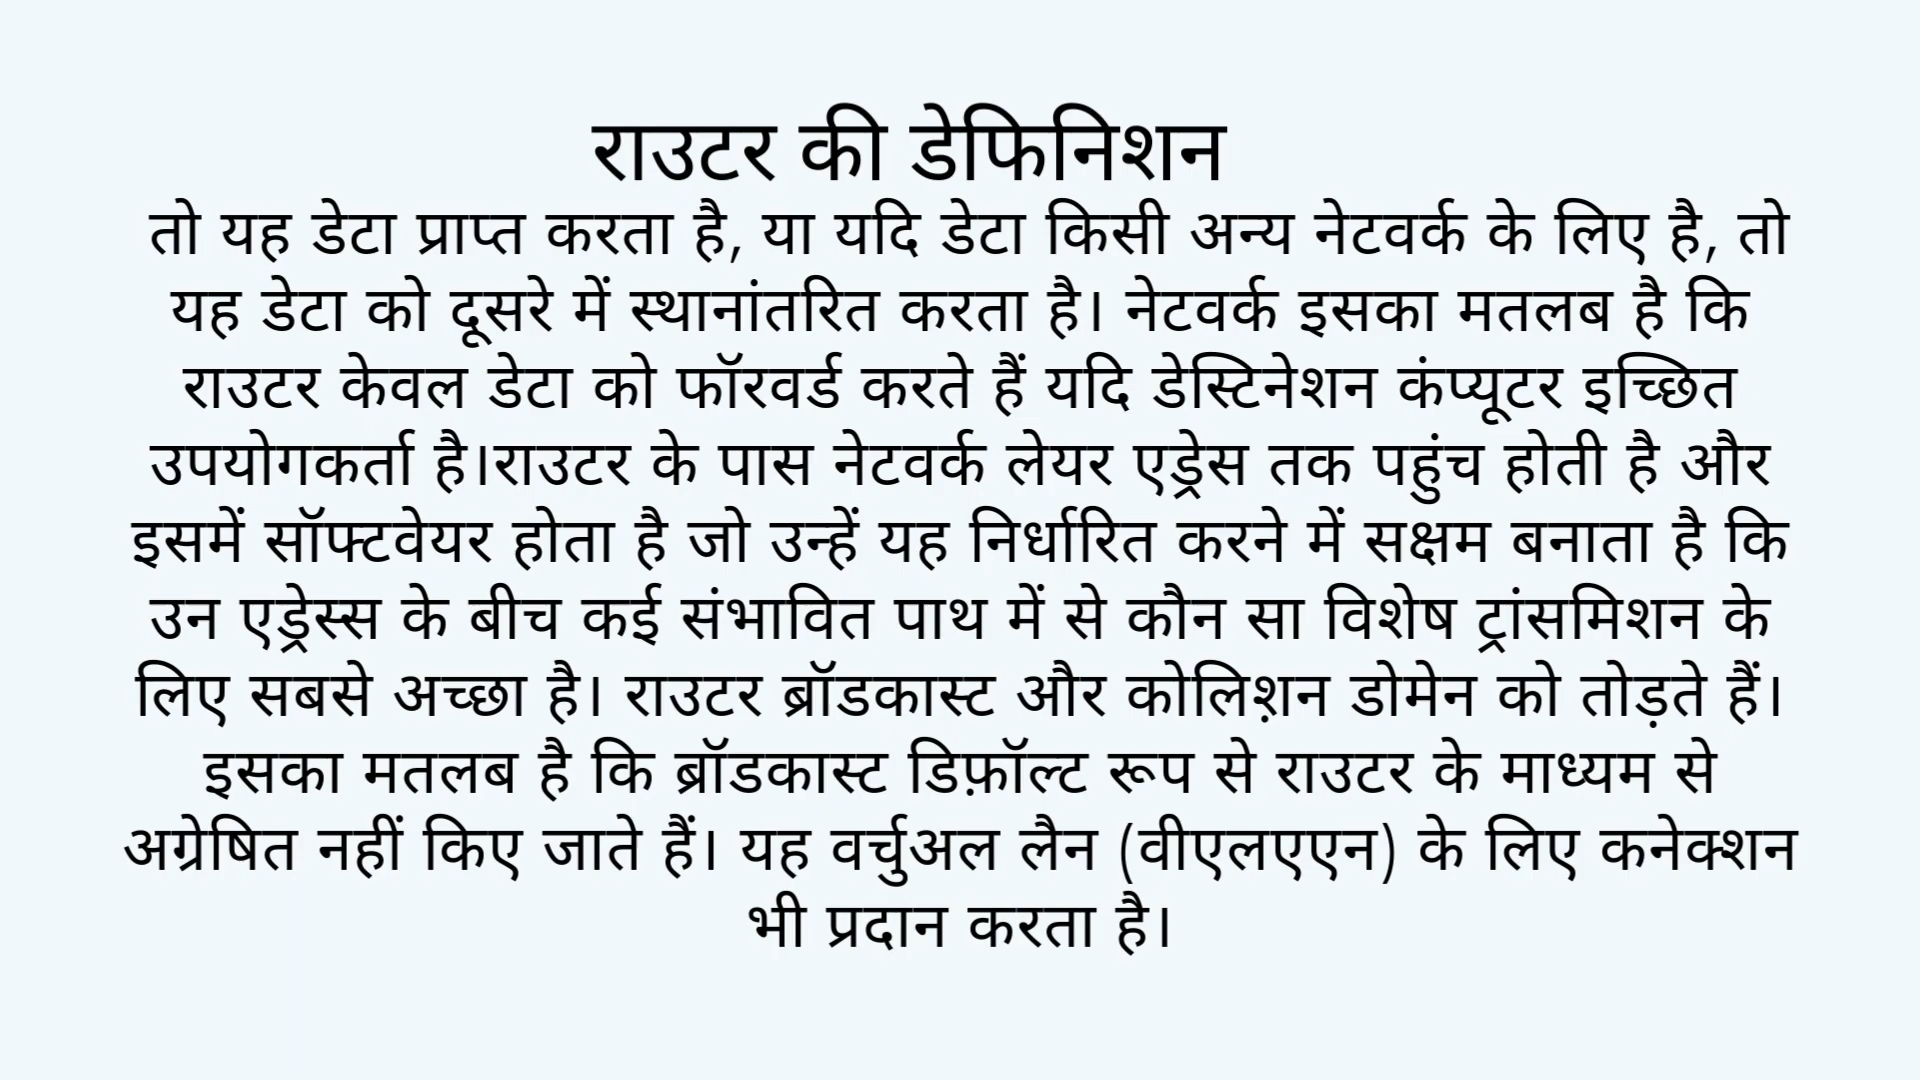 राउटर की डेफिनिशन
तो यह डेटा प्राप्त करता है, या यदि डेटा किसी अन्य नेटवर्क के लिए है, तो
यह डेटा को दूसरे में स्थानांतरित करता है। नेटवर्क इसका मतलब है कि
राउटर केवल डेटा को फॉरवर्ड करते हैं यदि डेस्टिनेशन कंप्यूटर इच्छित
उपयोगकर्ता है।राउटर के पास नेटवर्क लेयर एड्रेस तक पहुंच होती है और
इसमें सॉफ्टवेयर होता है जो उन्हें यह निर्धारित करने में सक्षम बनाता है कि
उन एड्रेस्स के बीच कई संभावित पाथ में से कौन सा विशेष ट्रांसमिशन के
लिए सबसे अच्छा है। राउटर ब्रॉडकास्ट और कोलिश़न डोमेन को तोड़ते हैं।
इसका मतलब है कि ब्रॉडकास्ट डिफ़ॉल्ट रूप से राउटर के माध्यम से
अग्रेषित नहीं किए जाते हैं। यह वर्चुअल लैन (वीएलएएन) के लिए कनेक्शन
भी प्रदान करता है।